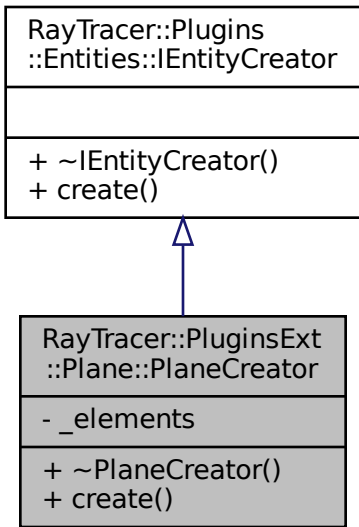 RayTracer::Plugins
::Entities::IEntityCreator
+ ~IEntityCreator()
+ create()
RayTracer::PluginsExt
::Plane::PlaneCreator
- _elements
+ ~PlaneCreator()
+ create()